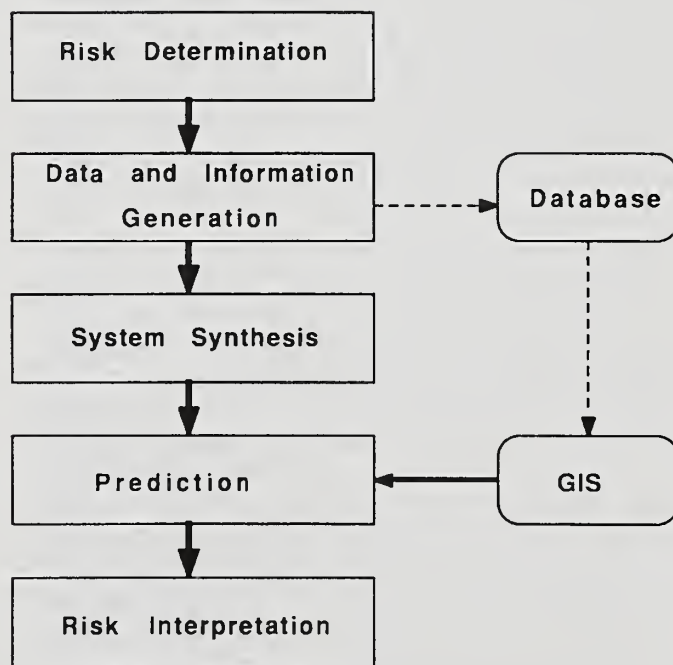 Risk Determination
Data and Information
Generation
Database
System Synthesis
Prediction
GIS
Risk Interpretation